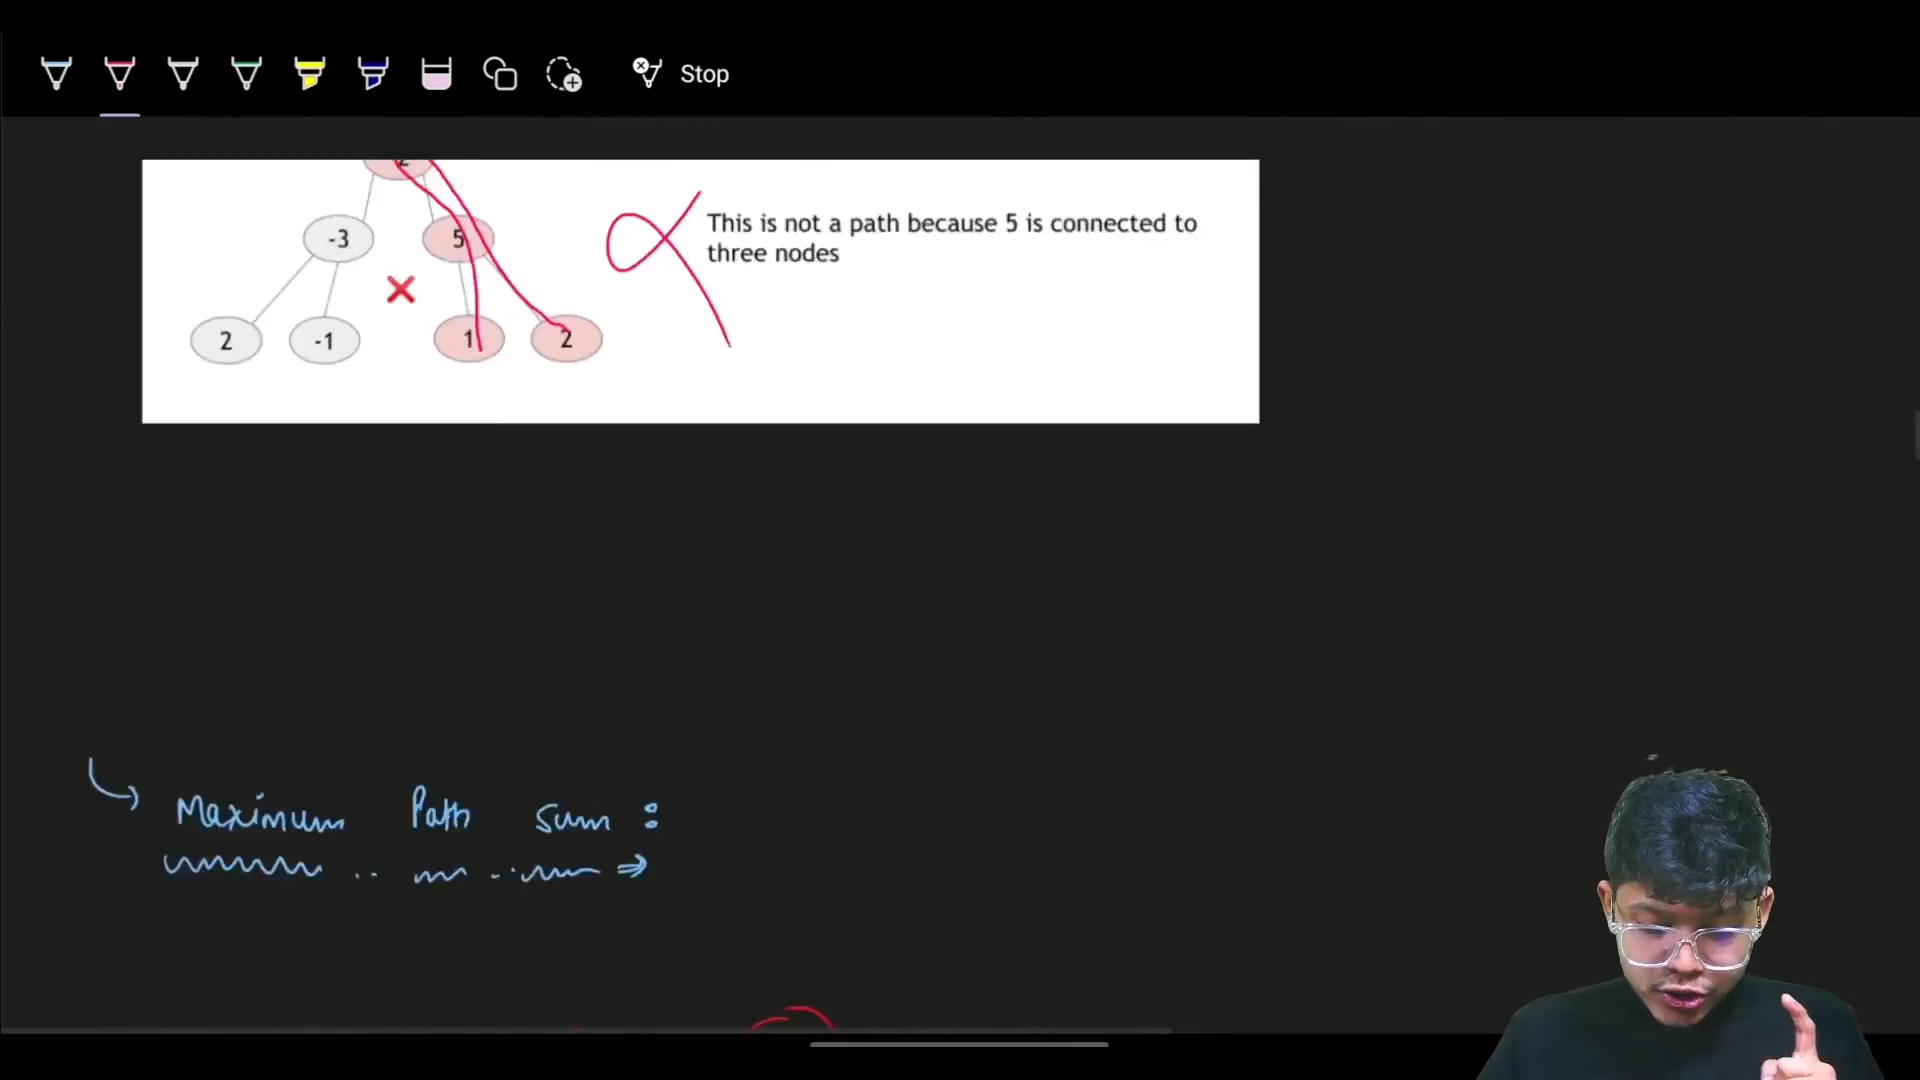 Stop
This is not a path because 5 is connected to
three nodes
-3
5
2
-1
1
2
Maximum Path sum :